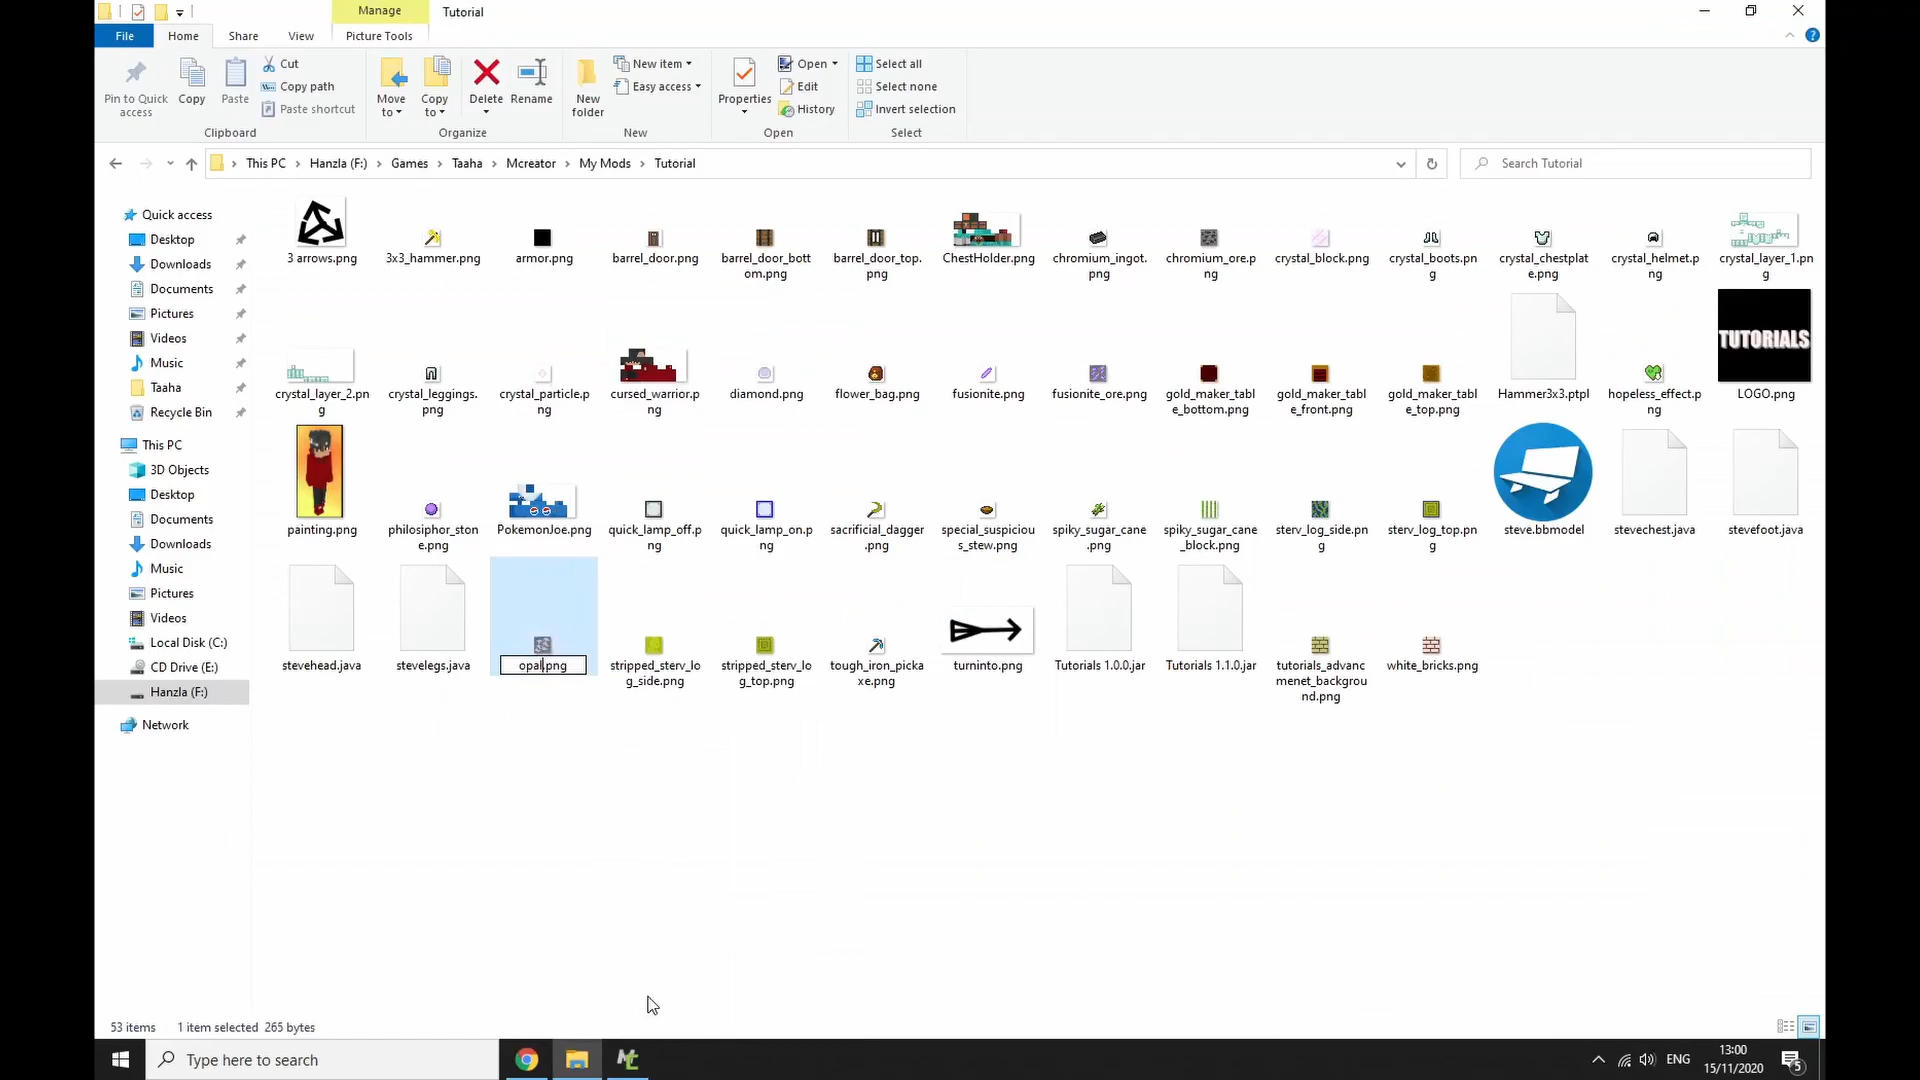 Manage
Tutorial
File
Home
Share
View
Picture Tools
Pin to Quick
access
Copy
Paste
Cut
Copy path
Paste shortcut
Clipboard
Move
to
Copy
to
Delete
Rename
Organize
New
folder
New item
Easy access
New
Properties
Open
Edit
History
Open
Select all
Select none
Invert selection
Select
This PC
Hanzla (F:)
Games
Taaha
Mcreator
My Mods
Tutorial
Search Tutorial
Quick access
Desktop
Downloads
Documents
Pictures
Videos
Music
Taaha
Recycle Bin
This PC
3D Objects
Desktop
Documents
Downloads
Music
Pictures
Videos
Local Disk (C:)
CD Drive (E:)
Hanzla (F:)
Network
3 arrows.png
3x3_hammer.png
armor.png
barrel_door.png
barrel_door_bott
om.png
barrel_door_top.
png
ChestHolder.png
chromium_ingot.
png
chromium_ore.p
ng
crystal_block.png
crystal_boots.pn
g
crystal_chestplat
e.png
crystal_helmet.p
ng
crystal_layer_1.pn
g
TUTORIALS
crystal_layer_2.pn
g
crystal_leggings.
png
crystal_particle.p
ng
cursed_warrior.p
ng
diamond.png
flower_bag.png
fusionite.png
fusionite_ore.png
gold_maker_tabl
e_bottom.png
gold_maker_tabl
e_front.png
gold_maker_tabl
e_top.png
Hammer3x3.ptpl
hopeless_effect.p
ng
LOGO.png
painting.png
philosiphor_ston
e.png
PokemonJoe.png
quick_lamp_off.p
ng
quick_lamp_on.p
ng
sacrificial_dagger
.png
special_suspiciou
s_stew.png
spiky_sugar_cane
.png
spiky_sugar_cane
_block.png
sterv_log_side.pn
g
sterv_log_top.pn
g
steve.bbmodel
stevechest.java
stevefoot.java
stevehead.java
stevelegs.java
opal.png
stripped_sterv_lo
g_side.png
stripped_sterv_lo
g_top.png
tough_iron_picka
xe.png
turninto.png
Tutorials 1.0.0.jar
Tutorials 1.1.0.jar
tutorials_advanc
menet_backgrou
nd.png
white_bricks.png
53 items
1 item selected 265 bytes
Type here to search
ENG
13:00
15/11/2020
5